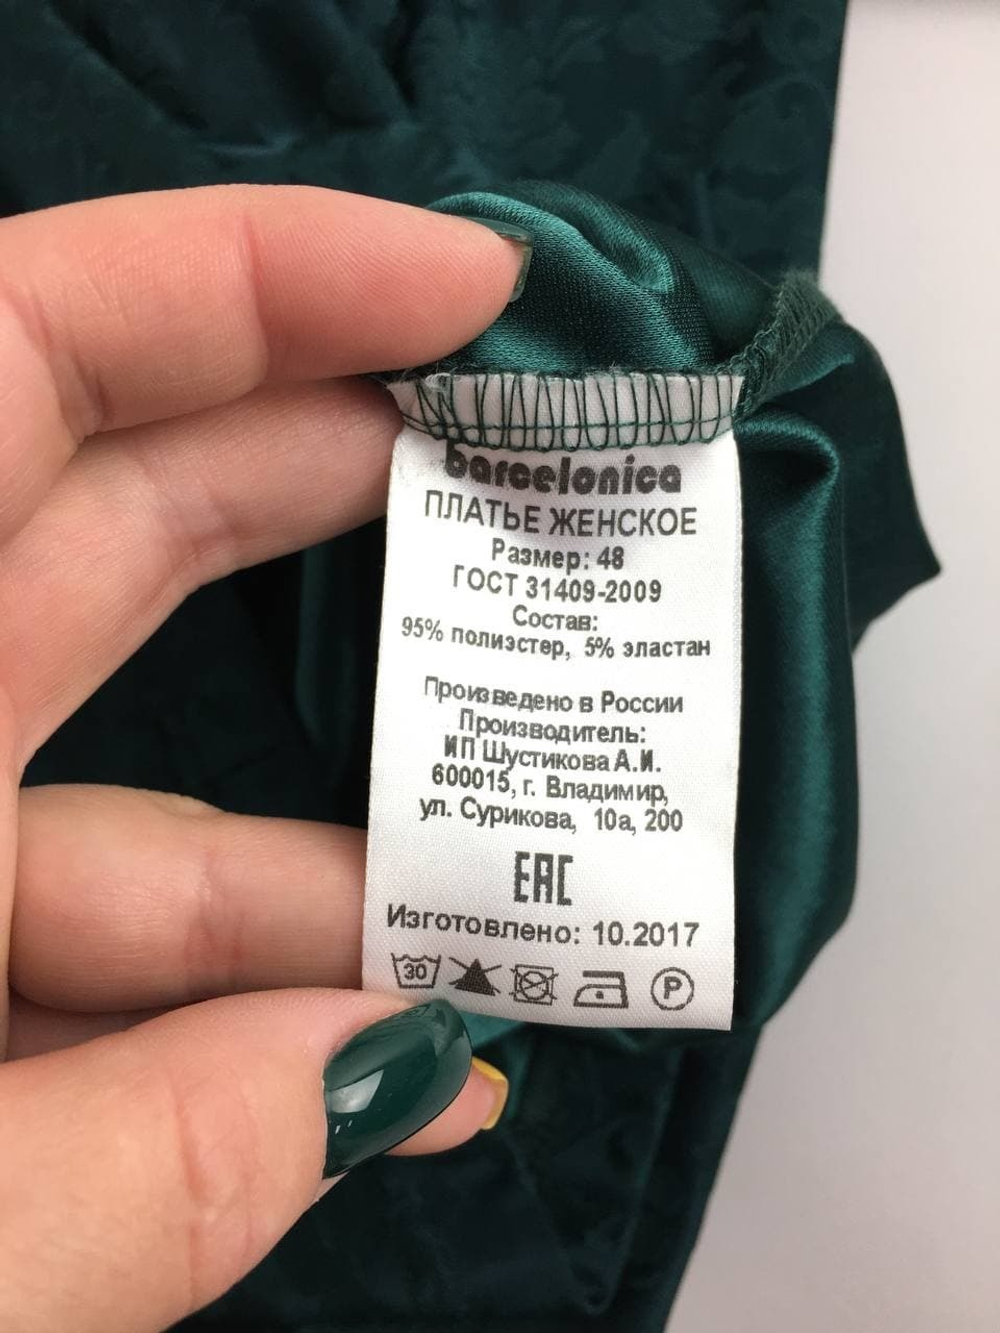 barcelonica
ПЛАТЬЕ ЖЕНСКОЕ
Размер: 48
ГОСТ 31409-2009
Состав:
95% полиэстер, 5% эластан
Произведено в России
Производитель:
ИП Шустикова А.И.
600015, г. Владимир,
ул. Сурикова, 10а, 200
ЕАС
Изготовлено: 10.2017
30 P